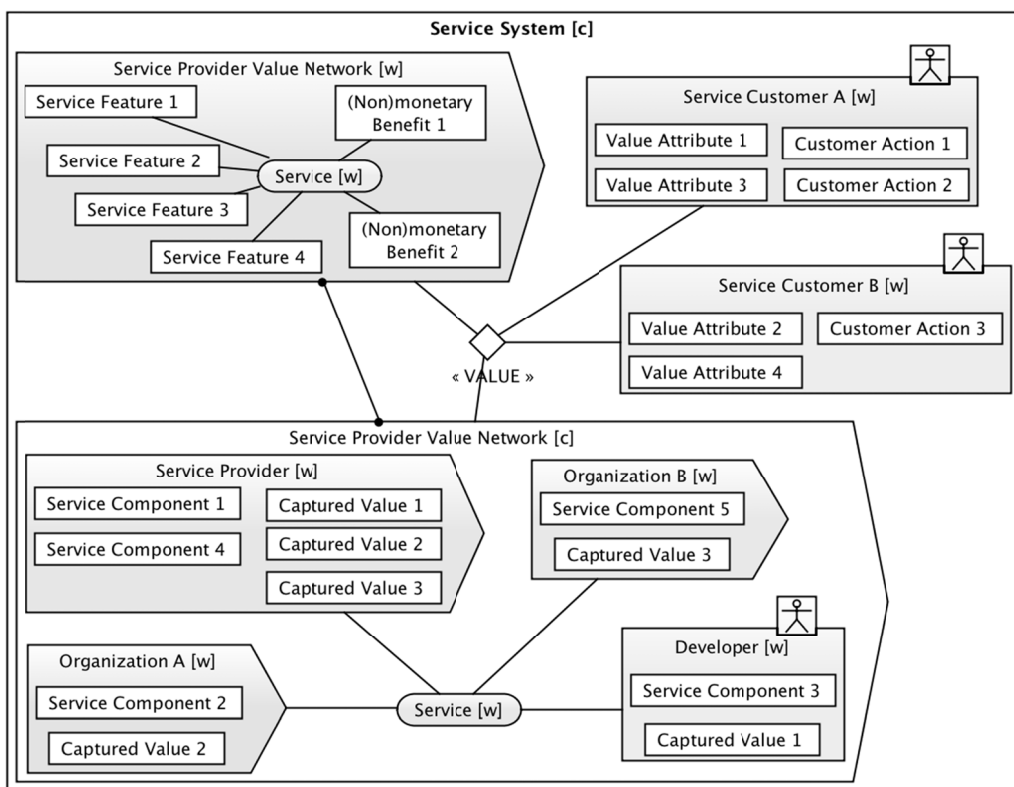 Service System [c]
Service Provider Value Network [w]
Service Feature 1
(Non)monetary
Benefit 1
Service Feature 2
Service [w]
Service Feature 3
(Non)monetary
Benefit 2
Service Feature 4
Service Customer A [w]
Value Attribute 1
Customer Action 1
Value Attribute 3
Customer Action 2
Service Customer B [w]
Value Attribute 2
Customer Action 3
Value Attribute 4
« VALUE »
Service Provider Value Network [c]
Service Provider [w]
Service Component 1
Captured Value 1
Service Component 4
Captured Value 2
Captured Value 3
Organization B [w]
Service Component 5
Captured Value 3
Organization A [w]
Service Component 2
Captured Value 2
Service [w]
Developer [w]
Service Component 3
Captured Value 1